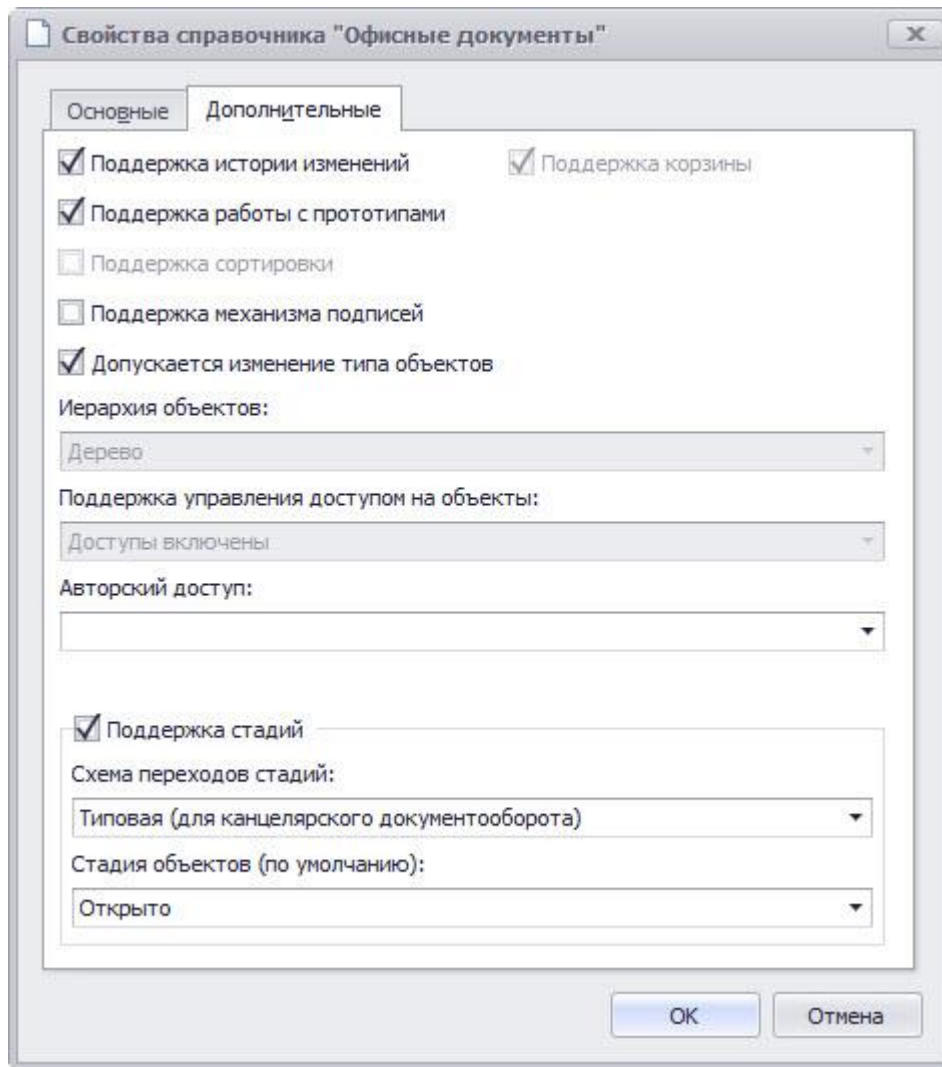 Свойства справочника "Офисные документы"
Основные Дополнительные
Поддержка истории изменений Поддержка корзины
Поддержка работы с прототипами
Поддержка сортировки
Поддержка механизма подписей
Допускается изменение типа объектов
Иерархия объектов:
Дерево
Поддержка управления доступом на объекты:
Доступы включены
Авторский доступ:
Поддержка стадий
Схема переходов стадий:
Типовая (для канцелярского документооборота)
Стадия объектов (по умолчанию):
Открыто
ОК Отмена